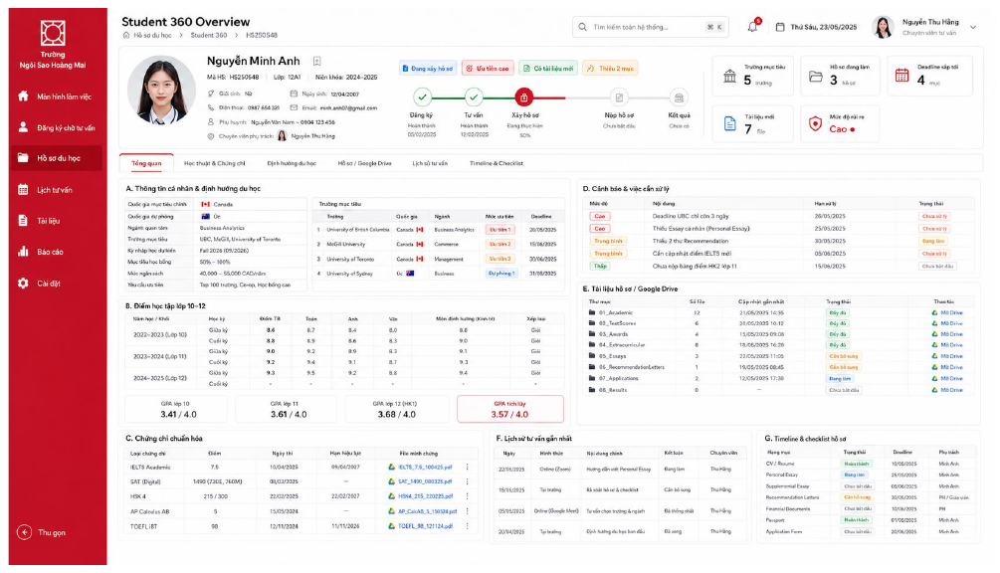 Trường
Ngôi Sao Hoàng Mai
Màn hình làm việc
Đăng ký chờ tư vấn
Hồ sơ du học
Lịch tư vấn
Tài liệu
Báo cáo
Cài đặt
Thu gọn
Student 360 Overview
Hồ sơ du học > Student 360 > HS250548
Tìm kiếm toàn hệ thống... ⌘ K
5
Thứ Sáu, 23/05/2025
Nguyễn Thu Hằng
Chuyên viên tư vấn
Nguyễn Minh Anh
Mã HS: HS250548 | Lớp: 12A1 | Niên khóa: 2024-2025
Giới tính: Nữ Ngày sinh: 12/04/2007
Điện thoại: 0987 654 321 Email: minh.anh07@gmail.com
Phụ huynh: Nguyễn Văn Nam - 0904 123 456
Chuyên viên phụ trách: Nguyễn Thu Hằng
Đang xây hồ sơ Ưu tiên cao Có tài liệu mới Thiếu 2 mục
Đăng ký Tư vấn Xây hồ sơ Nộp hồ sơ Kết quả
Hoàn thành Hoàn thành Đang thực hiện Chưa bắt đầu Chưa có
12/02/2025 50%
Trường mục tiêu
5 trường
Hồ sơ đang làm
3 hồ sơ
Deadline sắp tới
4 mục
Tài liệu mới
7 file
Mức độ rủi ro
Cao
Tổng quan Học thuật & Chứng chỉ Định hướng du học Hồ sơ / Google Drive Lịch sử tư vấn Timeline & Checklist
A. Thông tin cá nhân & định hướng du học
Quốc gia mục tiêu chính Canada
Quốc gia dự phòng Úc
Ngành quan tâm Business Analytics
Trường mục tiêu UBC, McGill, University of Toronto
Kỳ nhập học dự kiến Fall 2026 (09/2026)
Mục tiêu học bổng 50% - 100%
Mức ngân sách 40,000 - 55,000 CAD/năm
Yêu cầu ưu tiên Top 100 trường, Co-op, Học bổng cao
Trường mục tiêu
Trường Quốc gia Ngành Mức ưu tiên Deadline
1 University of British Columbia Canada Business Analytics Ưu tiên 1 26/05/2025
2 McGill University Canada Commerce Ưu tiên 2 15/06/2025
3 University of Toronto Canada Management Ưu tiên 3 30/06/2025
4 University of Sydney Úc Business Dự phòng 1 31/08/2025
B. Điểm học tập lớp 10-12
Năm học / Khối Học kỳ Điểm TB Toán Anh Văn Môn định hướng (Kinh tế) Xếp loại
2022-2023 (Lớp 10) Giữa kỳ 8.6 8.7 8.4 8.0 8.8 Giỏi
Cuối kỳ 8.8 8.9 8.6 8.3 9.0 Giỏi
2023-2024 (Lớp 11) Giữa kỳ 9.0 9.2 8.9 8.3 9.1 Giỏi
Cuối kỳ 9.2 9.4 9.1 8.7 9.3 Giỏi
2024-2025 (Lớp 12) Giữa kỳ 9.3 9.5 9.2 8.8 9.4 Giỏi
Cuối kỳ - - - - - -
GPA lớp 10
3.41 / 4.0
GPA lớp 11
3.61 / 4.0
GPA lớp 12 (HK1)
3.68 / 4.0
GPA tích lũy
3.57 / 4.0
C. Chứng chỉ chuẩn hóa
Loại chứng chỉ Điểm Ngày thi Hạn hiệu lực File minh chứng
IELTS Academic 7.5 10/04/2025 09/04/2027 IELTS_7.5_100425.pdf
SAT (Digital) 1490 (730E, 760M) 08/03/2025 — SAT_1490_080325.pdf
HSK 4 215 / 300 22/02/2025 22/02/2027 HSK4_215_220225.pdf
AP Calculus AB 5 15/05/2024 — AP_CalcAB_5_150524.pdf
TOEFL iBT 98 12/11/2024 11/11/2026 TOEFL_98_121124.pdf
D. Cảnh báo & việc cần xử lý
Mức độ Nội dung Hạn xử lý Trạng thái
Cao Deadline UBC chỉ còn 3 ngày 26/05/2025 Chưa xử lý
Cao Thiếu Essay cá nhân (Personal Essay) 25/05/2025 Chưa xử lý
Trung bình Thiếu 2 thư Recommendation 30/05/2025 Đang làm
Trung bình Cần cập nhật điểm IELTS mới 05/06/2025 Chưa xử lý
Thấp Chưa nộp bảng điểm HK2 lớp 11 15/06/2025 Chưa bắt đầu
E. Tài liệu hồ sơ / Google Drive
Thư mục Số file Cập nhật gần nhất Trạng thái Thao tác
01_Academic 12 21/05/2025 14:35 Đầy đủ Mở Drive
02_TestScores 6 20/05/2025 10:12 Đầy đủ Mở Drive
03_Awards 4 15/05/2025 09:08 Đầy đủ Mở Drive
04_Extracurricular 8 18/05/2025 16:20 Đầy đủ Mở Drive
05_Essays 3 22/05/2025 11:05 Cần bổ sung Mở Drive
06_RecommendationLetters 1 19/05/2025 08:45 Cần bổ sung Mở Drive
07_Applications 2 12/05/2025 17:30 Đang làm Mở Drive
08_Results 0 — Chưa bắt đầu Mở Drive
F. Lịch sử tư vấn gần nhất
Ngày Hình thức Nội dung chính Kết luận Chuyên viên
22/05/2025 Online (Zoom) Hướng dẫn viết Personal Essay Đang làm Thu Hằng
15/05/2025 Tại trường Rà soát hồ sơ & checklist Cần bổ sung Thu Hằng
05/05/2025 Online (Google Meet) Tư vấn chọn trường & ngành Đã thống nhất Thu Hằng
20/04/2025 Tại trường Định hướng du học ban đầu Đã xong Thu Hằng
G. Timeline & checklist hồ sơ
Hạng mục Trạng thái Deadline Phụ trách
CV / Resume Hoàn thành 10/05/2025 Minh Anh
Personal Essay Đang làm 25/05/2025 Minh Anh
Supplemental Essay Chưa bắt đầu 05/06/2025 Minh Anh
Recommendation Letters Cần bổ sung 30/05/2025 PH / Giáo viên
Financial Documents Chưa bắt đầu 10/06/2025 PH
Passport Hoàn thành 01/05/2025 Minh Anh
Application Form Chưa bắt đầu 20/06/2025 Minh Anh